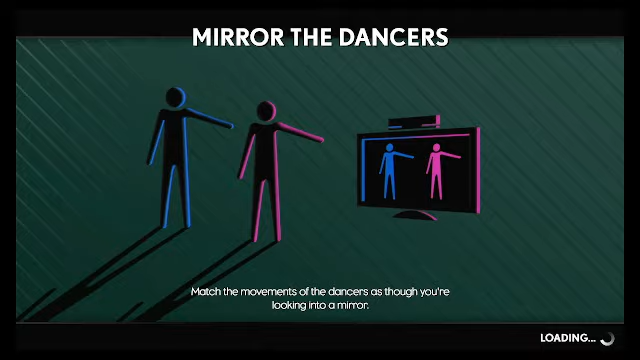 MIRROR THE DANCERS
Match the movements of the dancers as though you're
looking into a mirror.
LOADING...